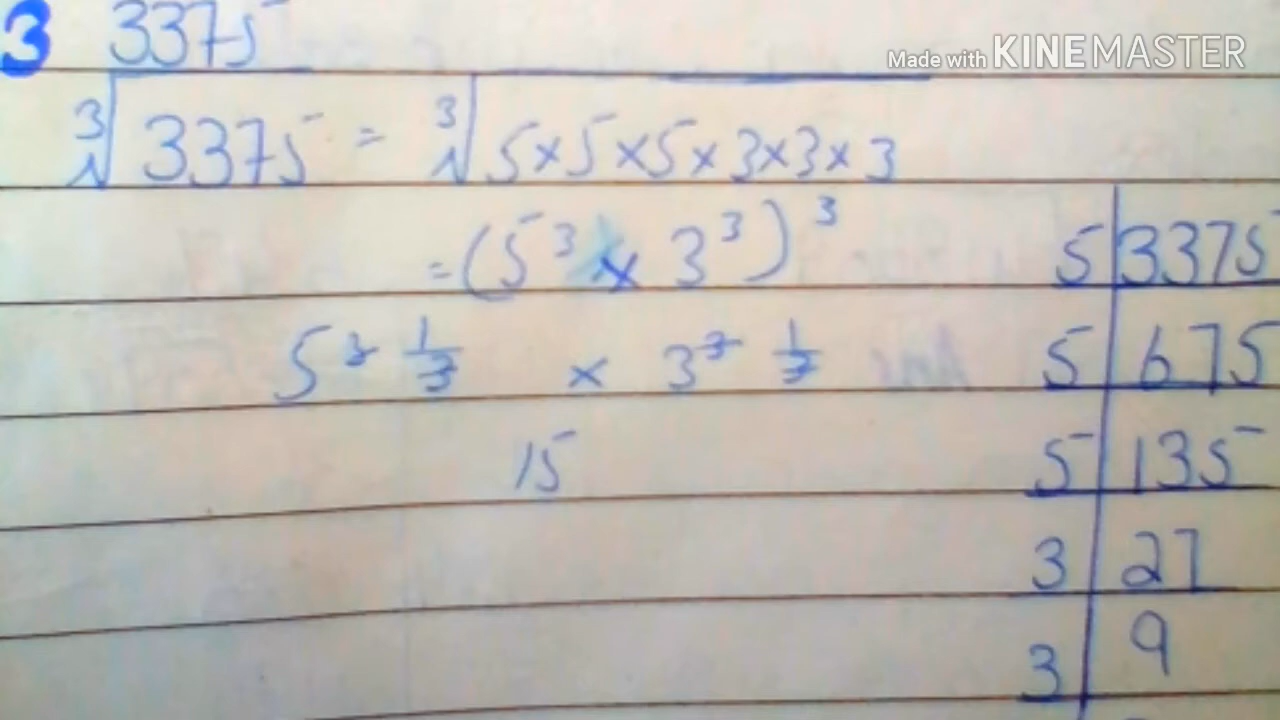 3 3375
Made with KINEMASTER
∛3375 = ∛5×5×5×3×3×3
= (5³ × 3³)³
5³ 1/3 × 3³ 1/3
15
5 | 3375
5 | 675
5 | 135
3 | 27
3 | 9